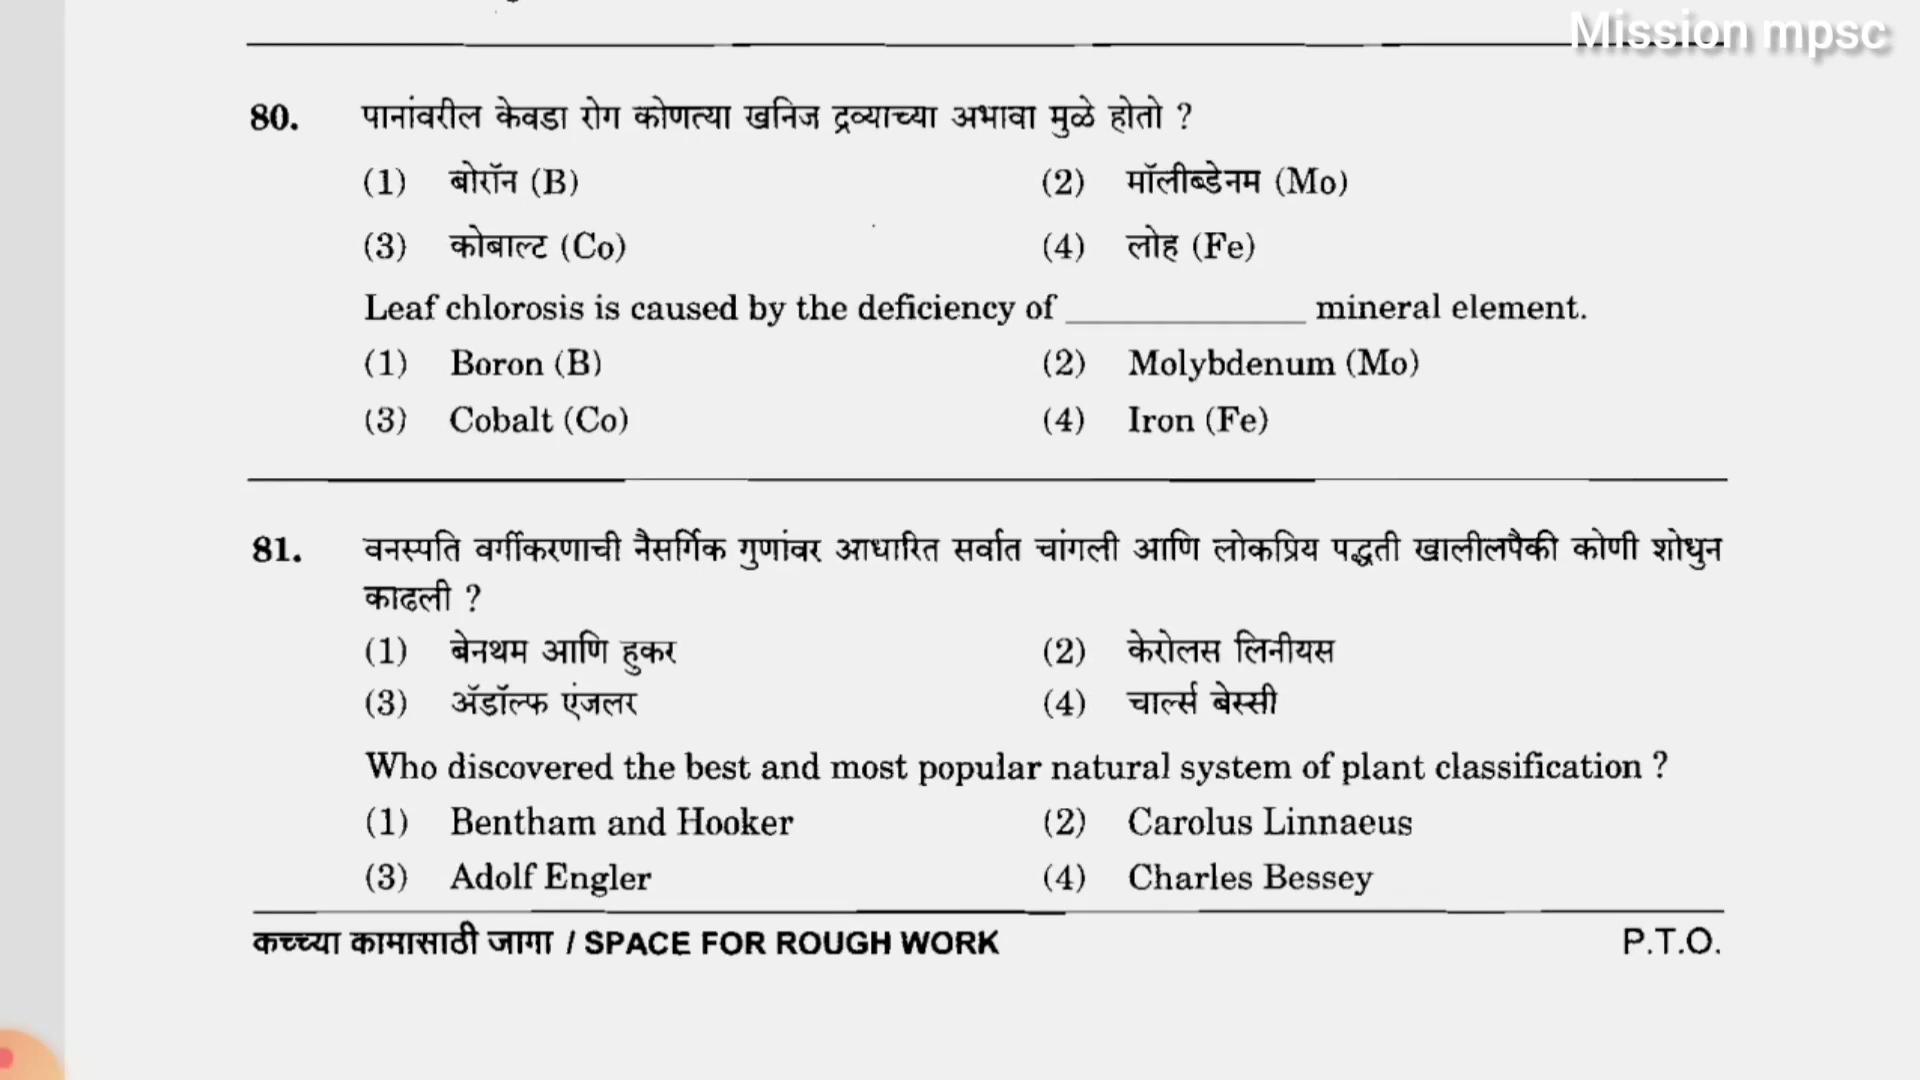 Mission mpsc
80. पानांवरील केवडा रोग कोणत्या खनिज द्रव्याच्या अभावा मुळे होतो ?
(1) बोरॉन (B) (2) मॉलीब्डेनम (Mo)
(3) कोबाल्ट (Co) (4) लोह (Fe)
Leaf chlorosis is caused by the deficiency of ____________ mineral element.
(1) Boron (B) (2) Molybdenum (Mo)
(3) Cobalt (Co) (4) Iron (Fe)
81. वनस्पति वर्गीकरणाची नैसर्गिक गुणांवर आधारित सर्वात चांगली आणि लोकप्रिय पद्धती खालीलपैकी कोणी शोधुन
काढली ?
(1) बेनथम आणि हुकर (2) केरोलस लिनीयस
(3) ॲडॉल्फ एंजलर (4) चार्ल्स बेस्सी
Who discovered the best and most popular natural system of plant classification ?
(1) Bentham and Hooker (2) Carolus Linnaeus
(3) Adolf Engler (4) Charles Bessey
कच्च्या कामासाठी जागा / SPACE FOR ROUGH WORK P.T.O.